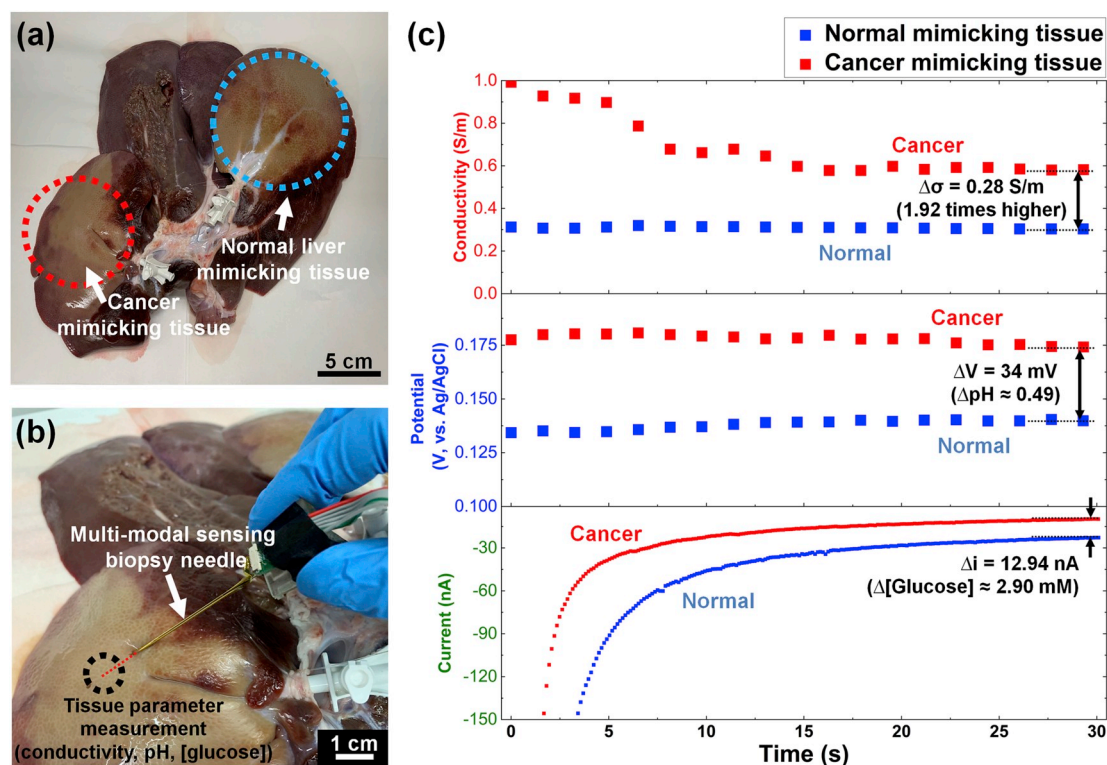 (a)
Normal liver
mimicking tissue
Cancer
mimicking tissue
5 cm
(b)
Multi-modal sensing
biopsy needle
Tissue parameter
measurement
(conductivity, pH, [glucose])
1 cm
(c)
Normal mimicking tissue
Cancer mimicking tissue
Conductivity (S/m)
1.0
0.8
0.6
0.4
0.2
0.0
Cancer
Δσ = 0.28 S/m
(1.92 times higher)
Normal
Potential
(V, vs. Ag/AgCl)
0.175
0.150
0.125
0.100
Cancer
ΔV = 34 mV
(ΔpH ≈ 0.49)
Normal
Current (nA)
-30
-60
-90
-120
-150
Cancer
Normal
Δi = 12.94 nA
(Δ[Glucose] ≈ 2.90 mM)
0 5 10 15 20 25 30
Time (s)